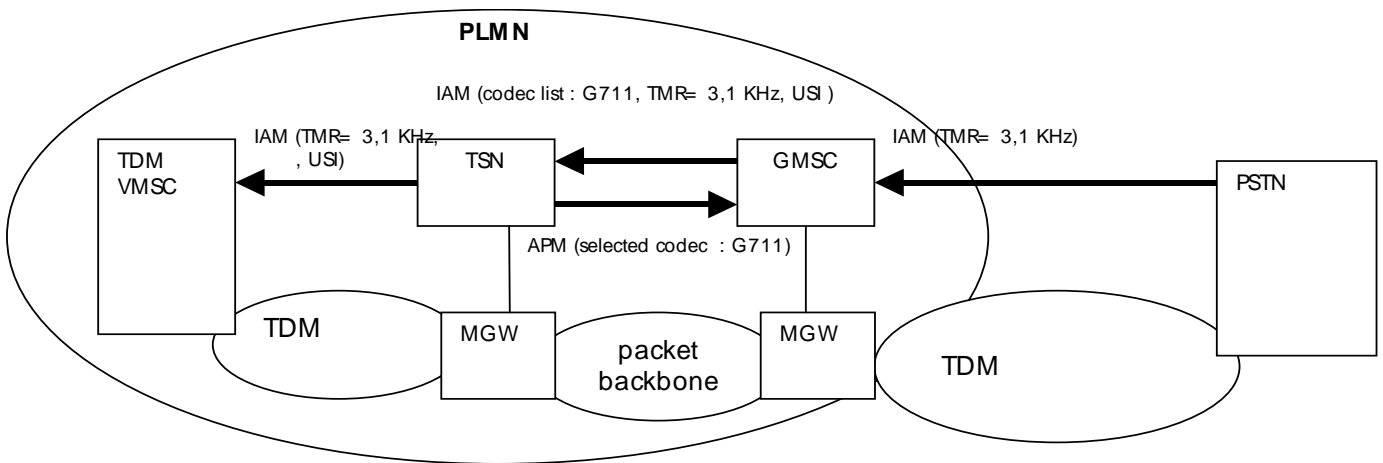 PLMN
IAM (codec list : G711, TMR= 3,1 KHz, USI )
IAM (TMR= 3,1 KHz,
, USI)
IAM (TMR= 3,1 KHz)
TDM
VMSC
TSN
GMSC
PSTN
APM (selected codec : G711)
TDM
MGW
packet
backbone
MGW
TDM